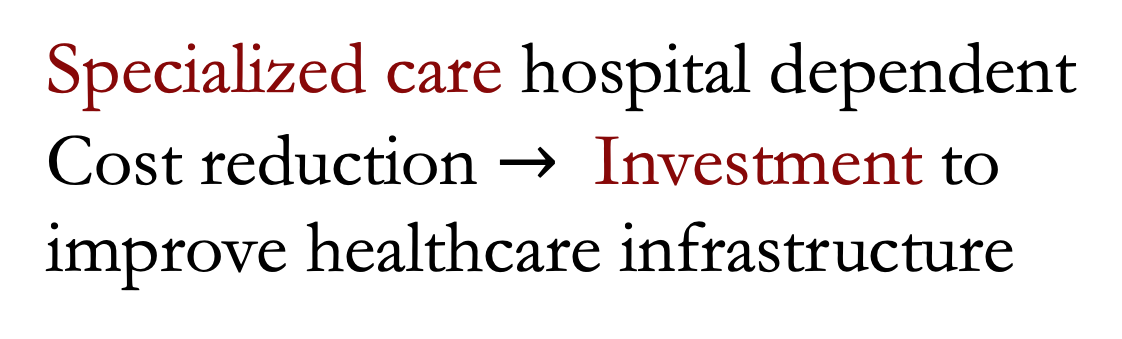 Specialized care hospital dependent
Cost reduction → Investment to
improve healthcare infrastructure